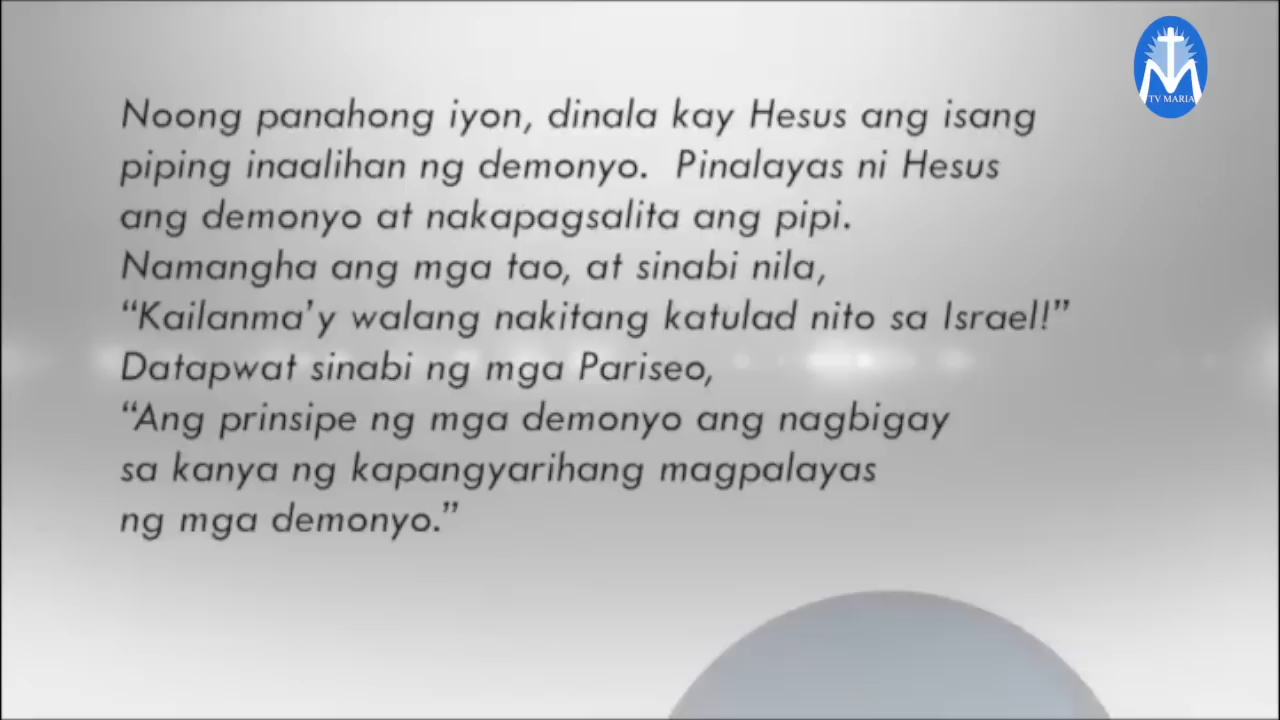 TV MARIA
Noong panahong iyon, dinala kay Hesus ang isang
piping inaalihan ng demonyo.  Pinalayas ni Hesus
ang demonyo at nakapagsalita ang pipi.
Namangha ang mga tao, at sinabi nila,
“Kailanma’y walang nakitang katulad nito sa Israel!”
Datapwat sinabi ng mga Pariseo,
“Ang prinsipe ng mga demonyo ang nagbigay
sa kanya ng kapangyarihang magpalayas
ng mga demonyo.”